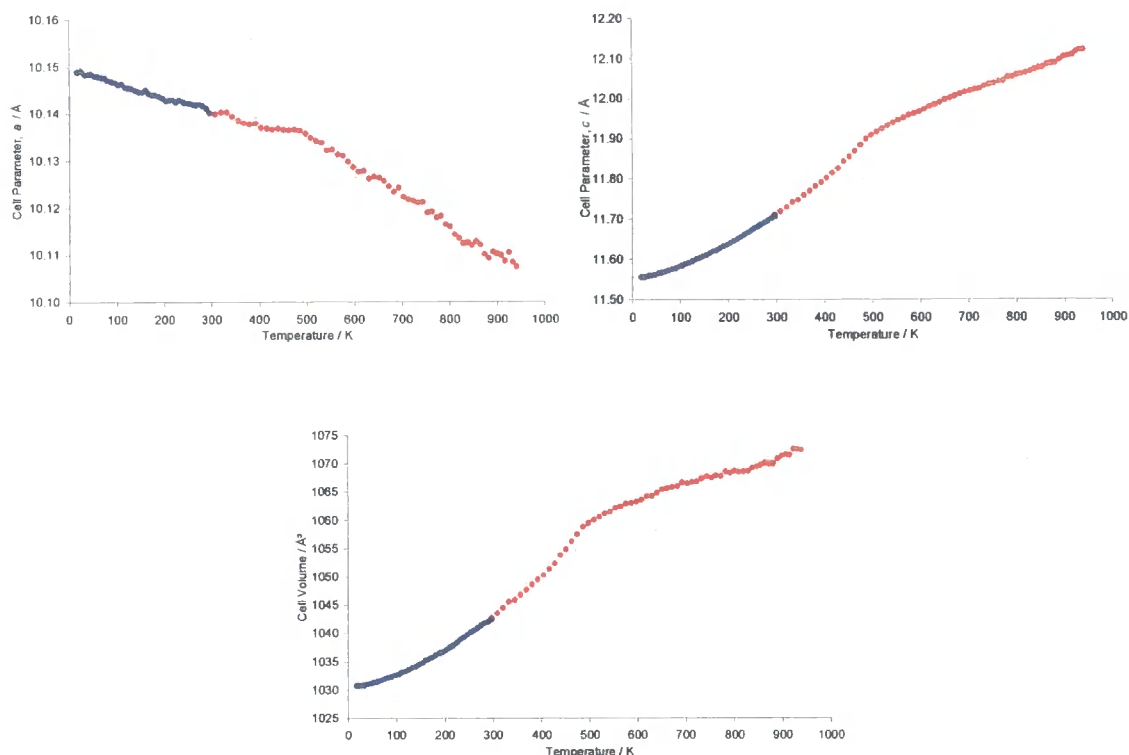 Cell Parameter, a / Å
10.16
10.15
10.14
10.13
10.12
10.11
10.10
0 100 200 300 400 500 600 700 800 900 1000
Temperature / K
Cell Parameter, c / Å
12.20
12.10
12.00
11.90
11.80
11.70
11.60
11.50
0 100 200 300 400 500 600 700 800 900 1000
Temperature / K
Cell Volume / Å³
1075
1070
1065
1060
1055
1050
1045
1040
1035
1030
1025
0 100 200 300 400 500 600 700 800 900 1000
Temperature / K